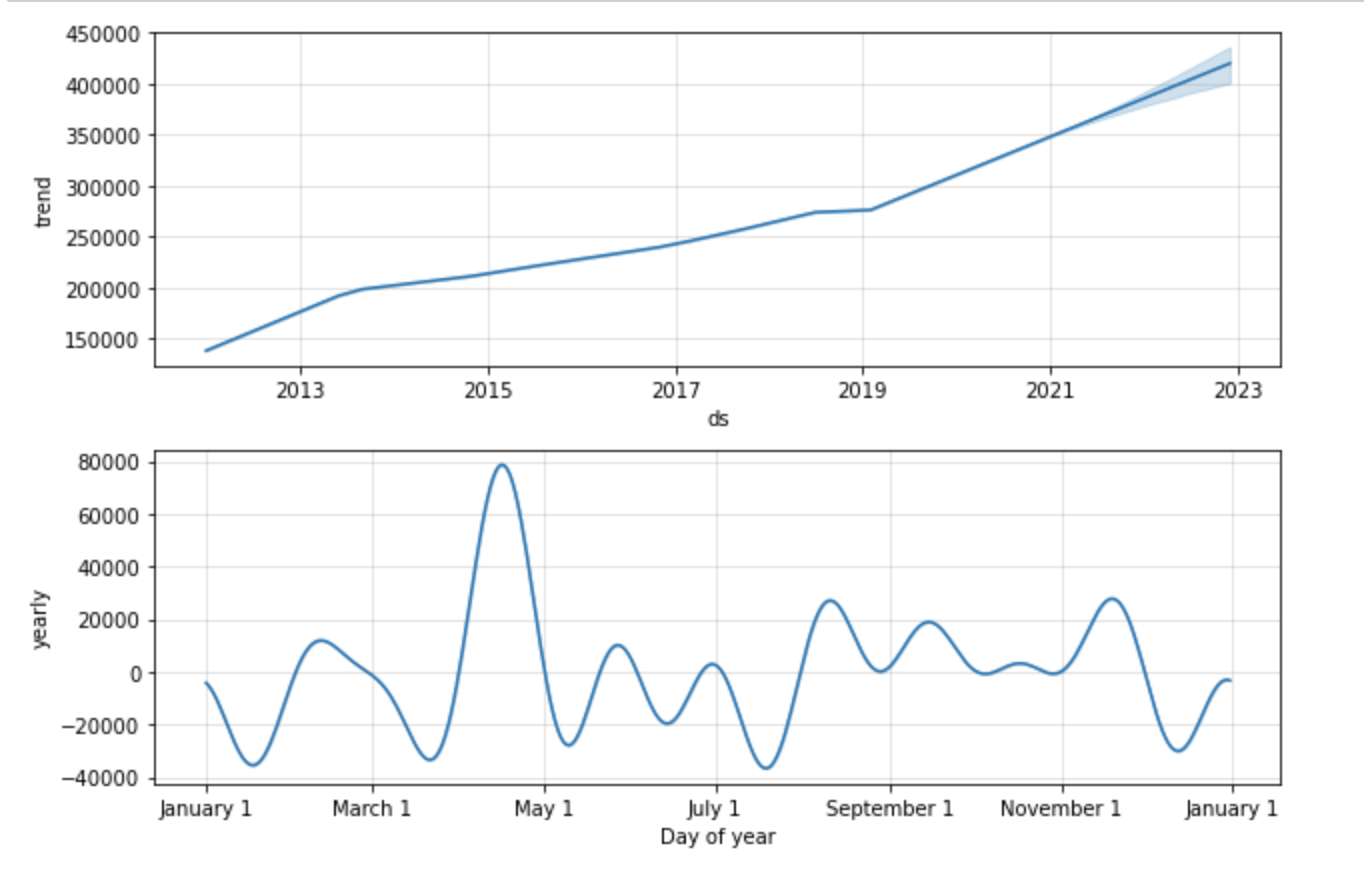 450000
400000
350000
300000
250000
200000
150000
trend
2013 2015 2017 2019 2021 2023
ds
80000
60000
40000
20000
0
−20000
−40000
yearly
January 1 March 1 May 1 July 1 September 1 November 1 January 1
Day of year